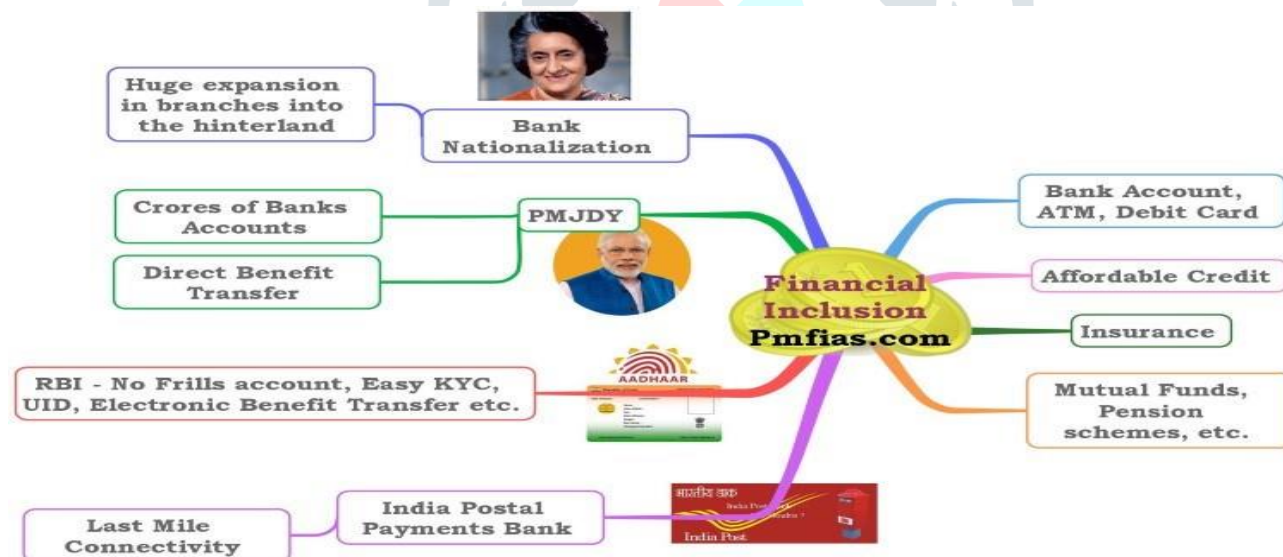 Huge expansion
in branches into
the hinterland
Bank
Nationalization
Crores of Banks
Accounts
PMJDY
Direct Benefit
Transfer
RBI - No Frills account, Easy KYC,
UID, Electronic Benefit Transfer etc.
AADHAAR
Last Mile
Connectivity
India Postal
Payments Bank
भारतीय डाक
India Post
Financial
Inclusion
Pmfias.com
Bank Account,
ATM, Debit Card
Affordable Credit
Insurance
Mutual Funds,
Pension
schemes, etc.